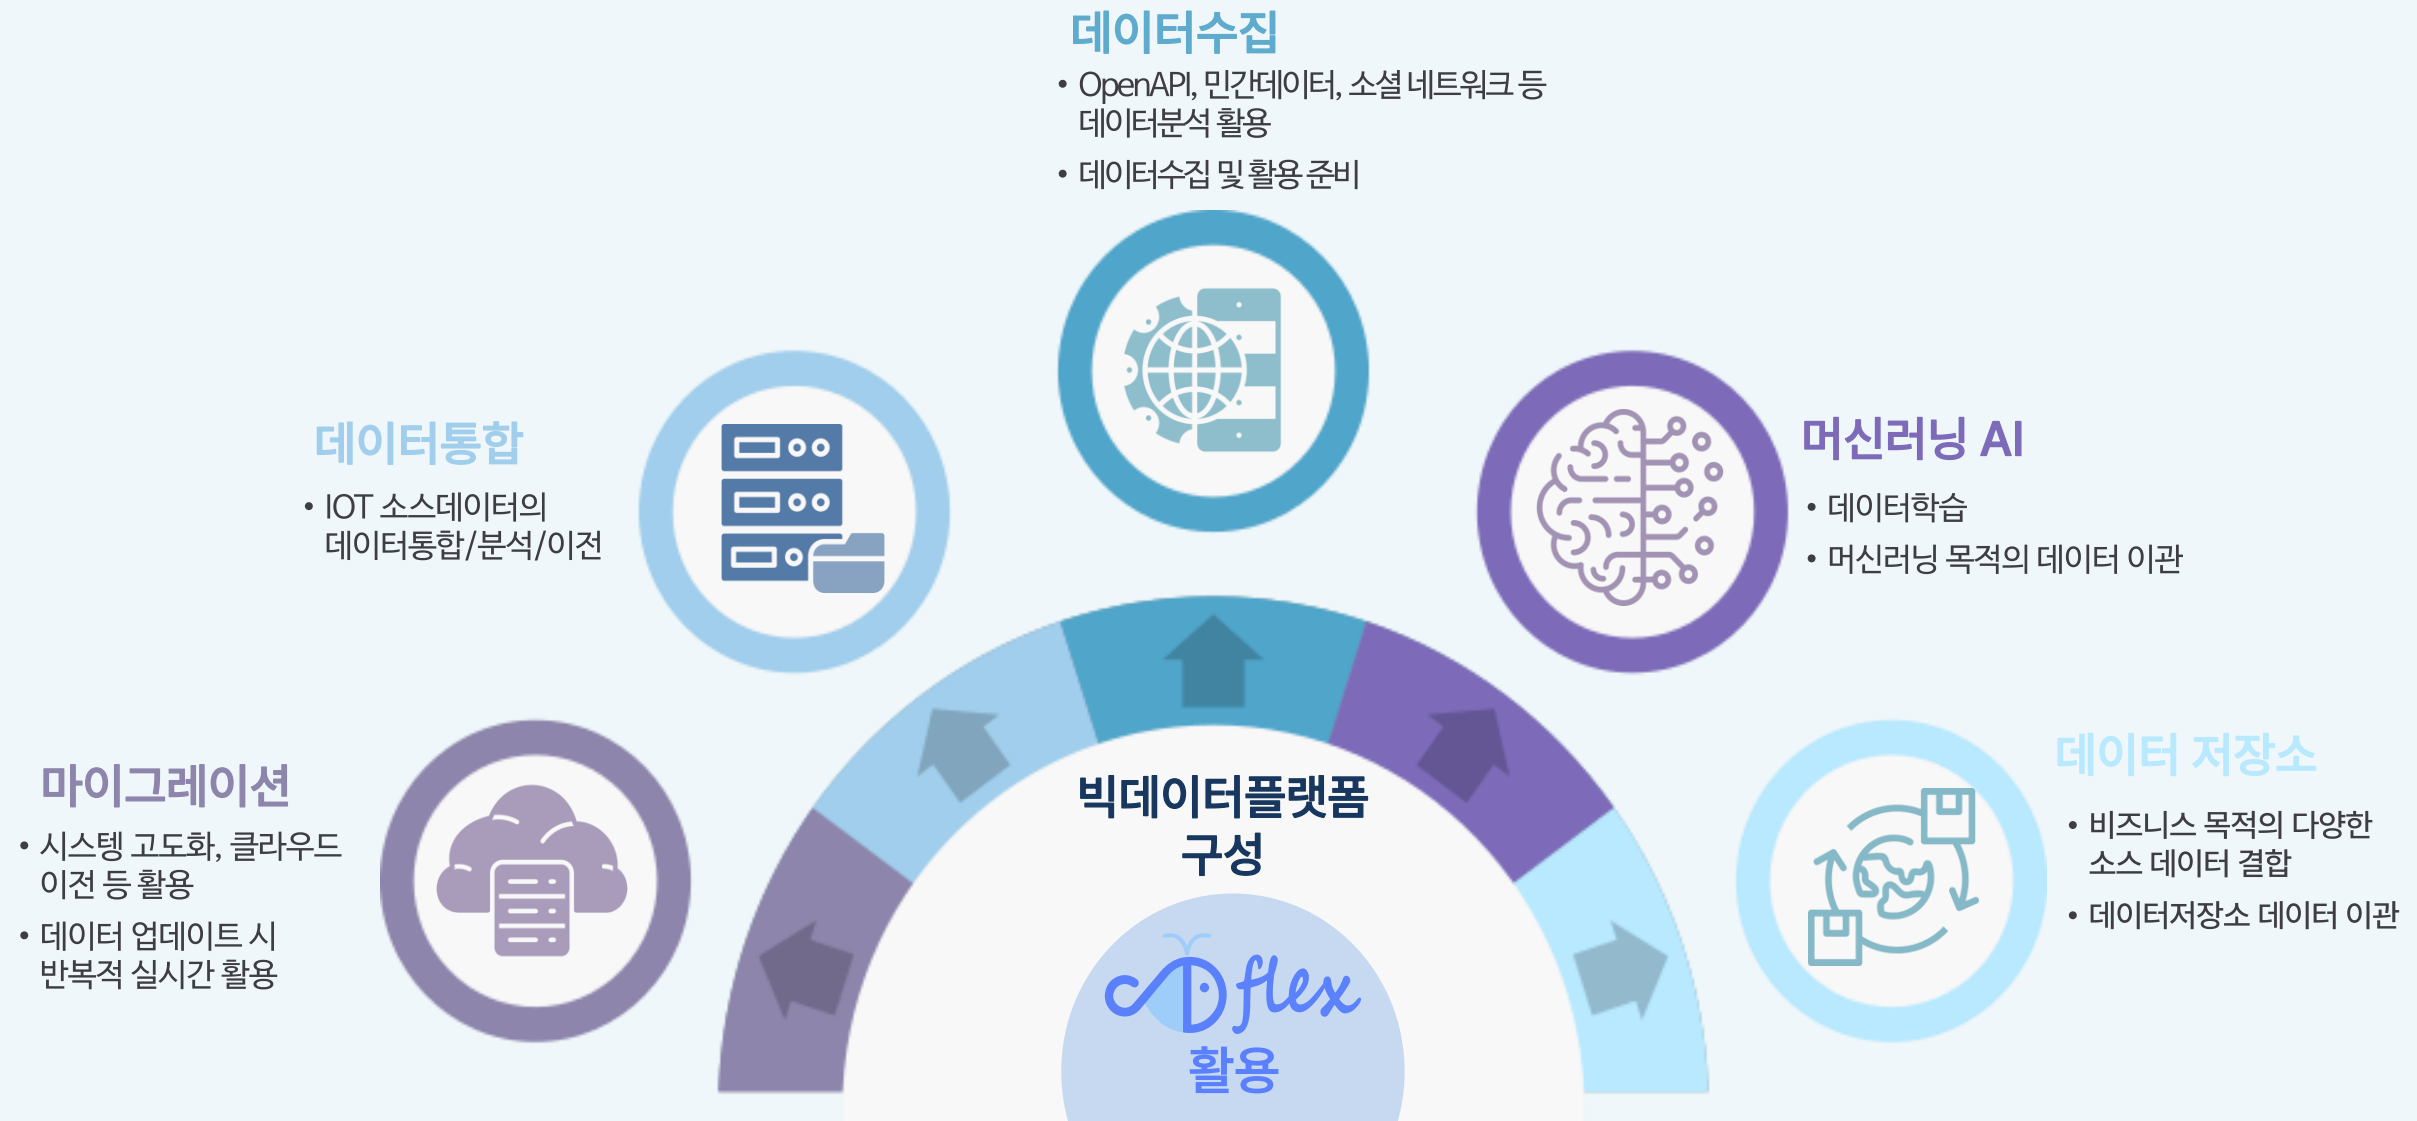 데이터수집
• OpenAPI, 민간데이터, 소셜 네트워크 등
데이터분석 활용
• 데이터수집 및 활용 준비
데이터통합
• IOT 소스데이터의
데이터통합/분석/이전
머신러닝 AI
• 데이터학습
• 머신러닝 목적의 데이터 이관
마이그레이션
• 시스템 고도화, 클라우드
이전 등 활용
• 데이터 업데이트 시
반복적 실시간 활용
데이터 저장소
• 비즈니스 목적의 다양한
소스 데이터 결합
• 데이터저장소 데이터 이관
빅데이터플랫폼
구성
Dflex
활용